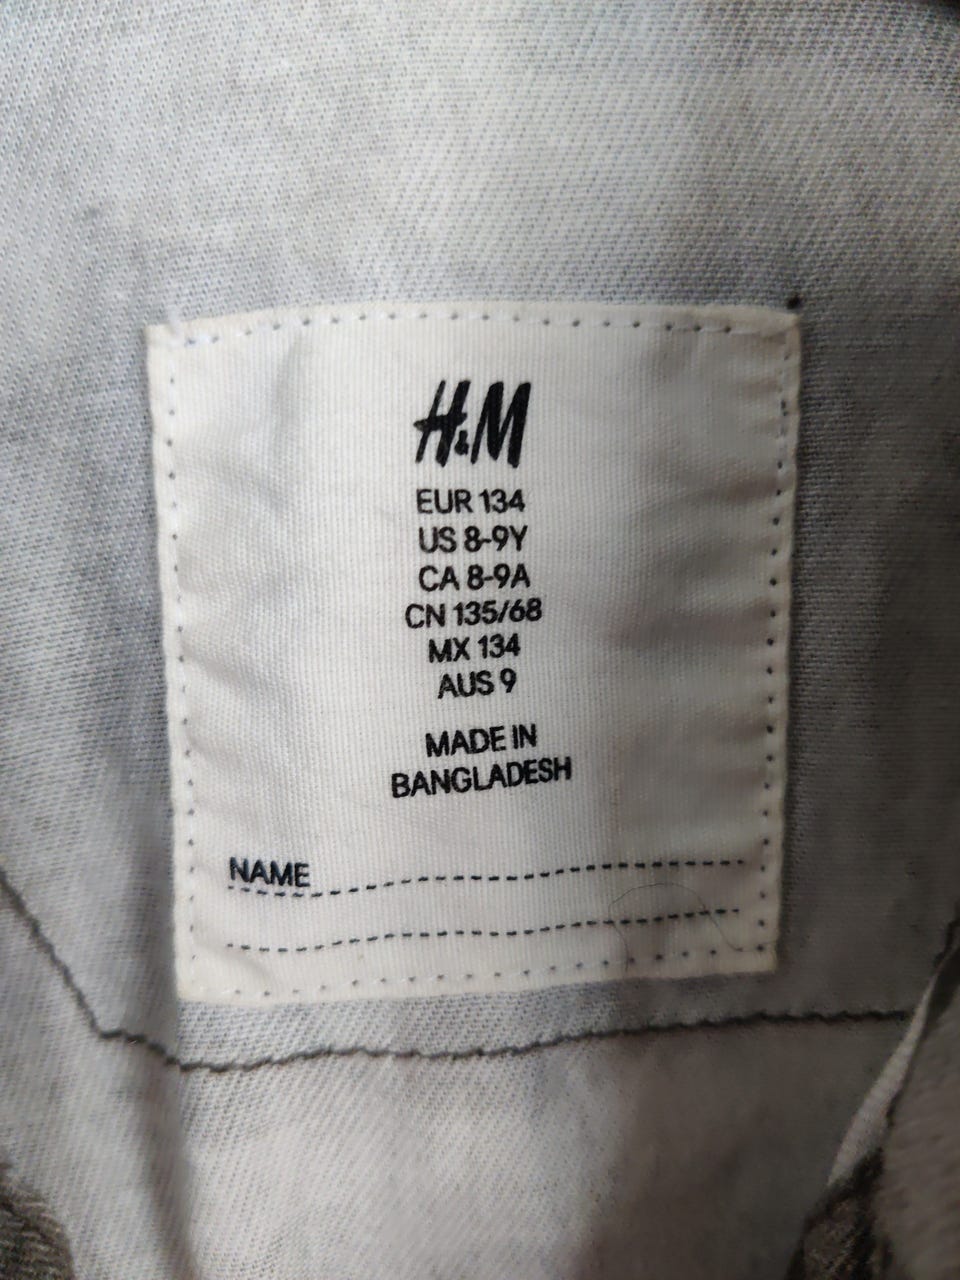 H&M
EUR 134
US 8-9Y
CA 8-9A
CN 135/68
MX 134
AUS 9
MADE IN
BANGLADESH
NAME